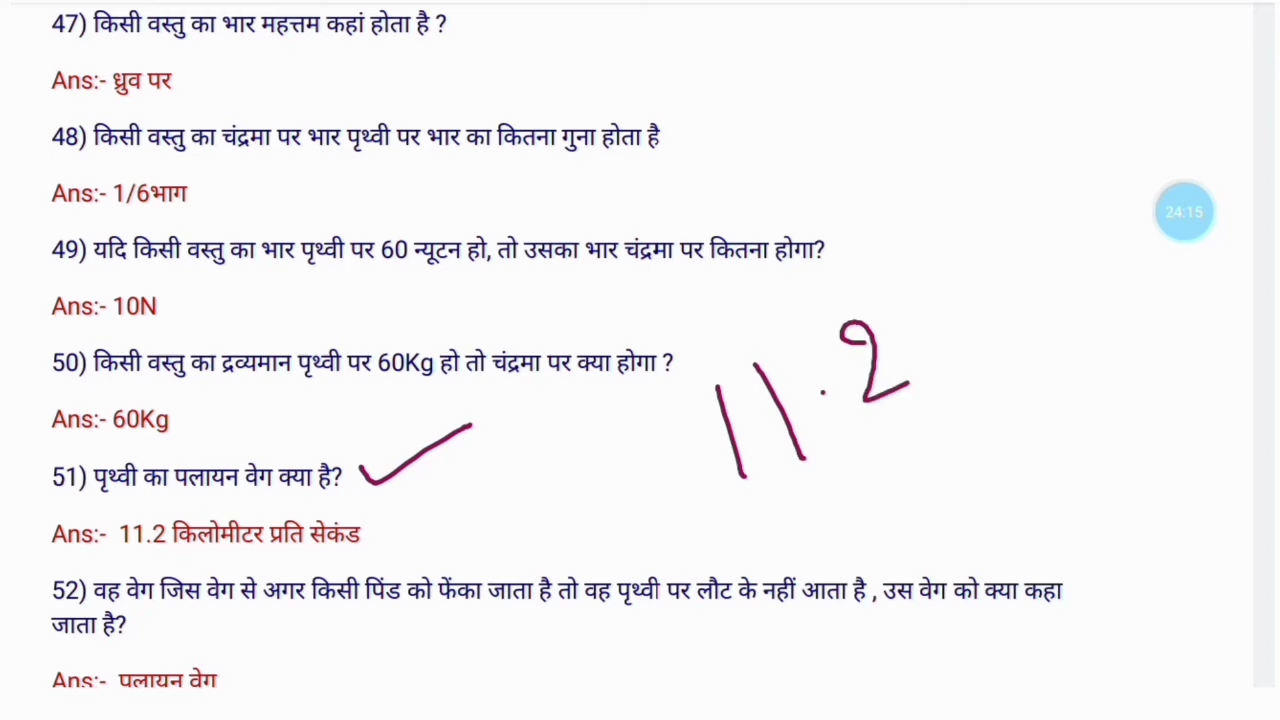 47) किसी वस्तु का भार महत्तम कहां होता है ?
Ans:- ध्रुव पर
48) किसी वस्तु का चंद्रमा पर भार पृथ्वी पर भार का कितना गुना होता है
Ans:- 1/6भाग
24:15
49) यदि किसी वस्तु का भार पृथ्वी पर 60 न्यूटन हो, तो उसका भार चंद्रमा पर कितना होगा?
Ans:- 10N
50) किसी वस्तु का द्रव्यमान पृथ्वी पर 60Kg हो तो चंद्रमा पर क्या होगा ?
11.2
Ans:- 60Kg
51) पृथ्वी का पलायन वेग क्या है?
Ans:- 11.2 किलोमीटर प्रति सेकंड
52) वह वेग जिस वेग से अगर किसी पिंड को फेंका जाता है तो वह पृथ्वी पर लौट के नहीं आता है , उस वेग को क्या कहा
जाता है?
Ans:- पलायन वेग